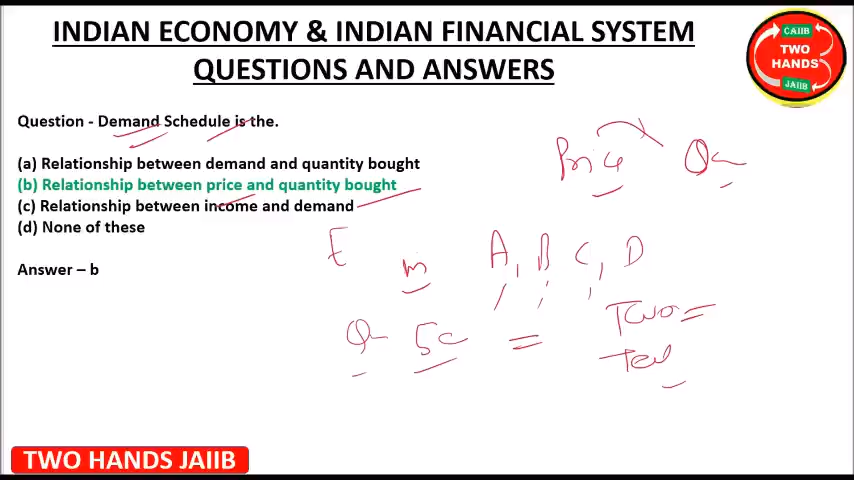 INDIAN ECONOMY & INDIAN FINANCIAL SYSTEM
QUESTIONS AND ANSWERS
CAIIB
TWO
HANDS
JAIIB
Question - Demand Schedule is the.
(a) Relationship between demand and quantity bought
(b) Relationship between price and quantity bought
(c) Relationship between income and demand
(d) None of these
Answer – b
Price
E
m
A, B C, D
Two =
TWO HANDS JAIIB